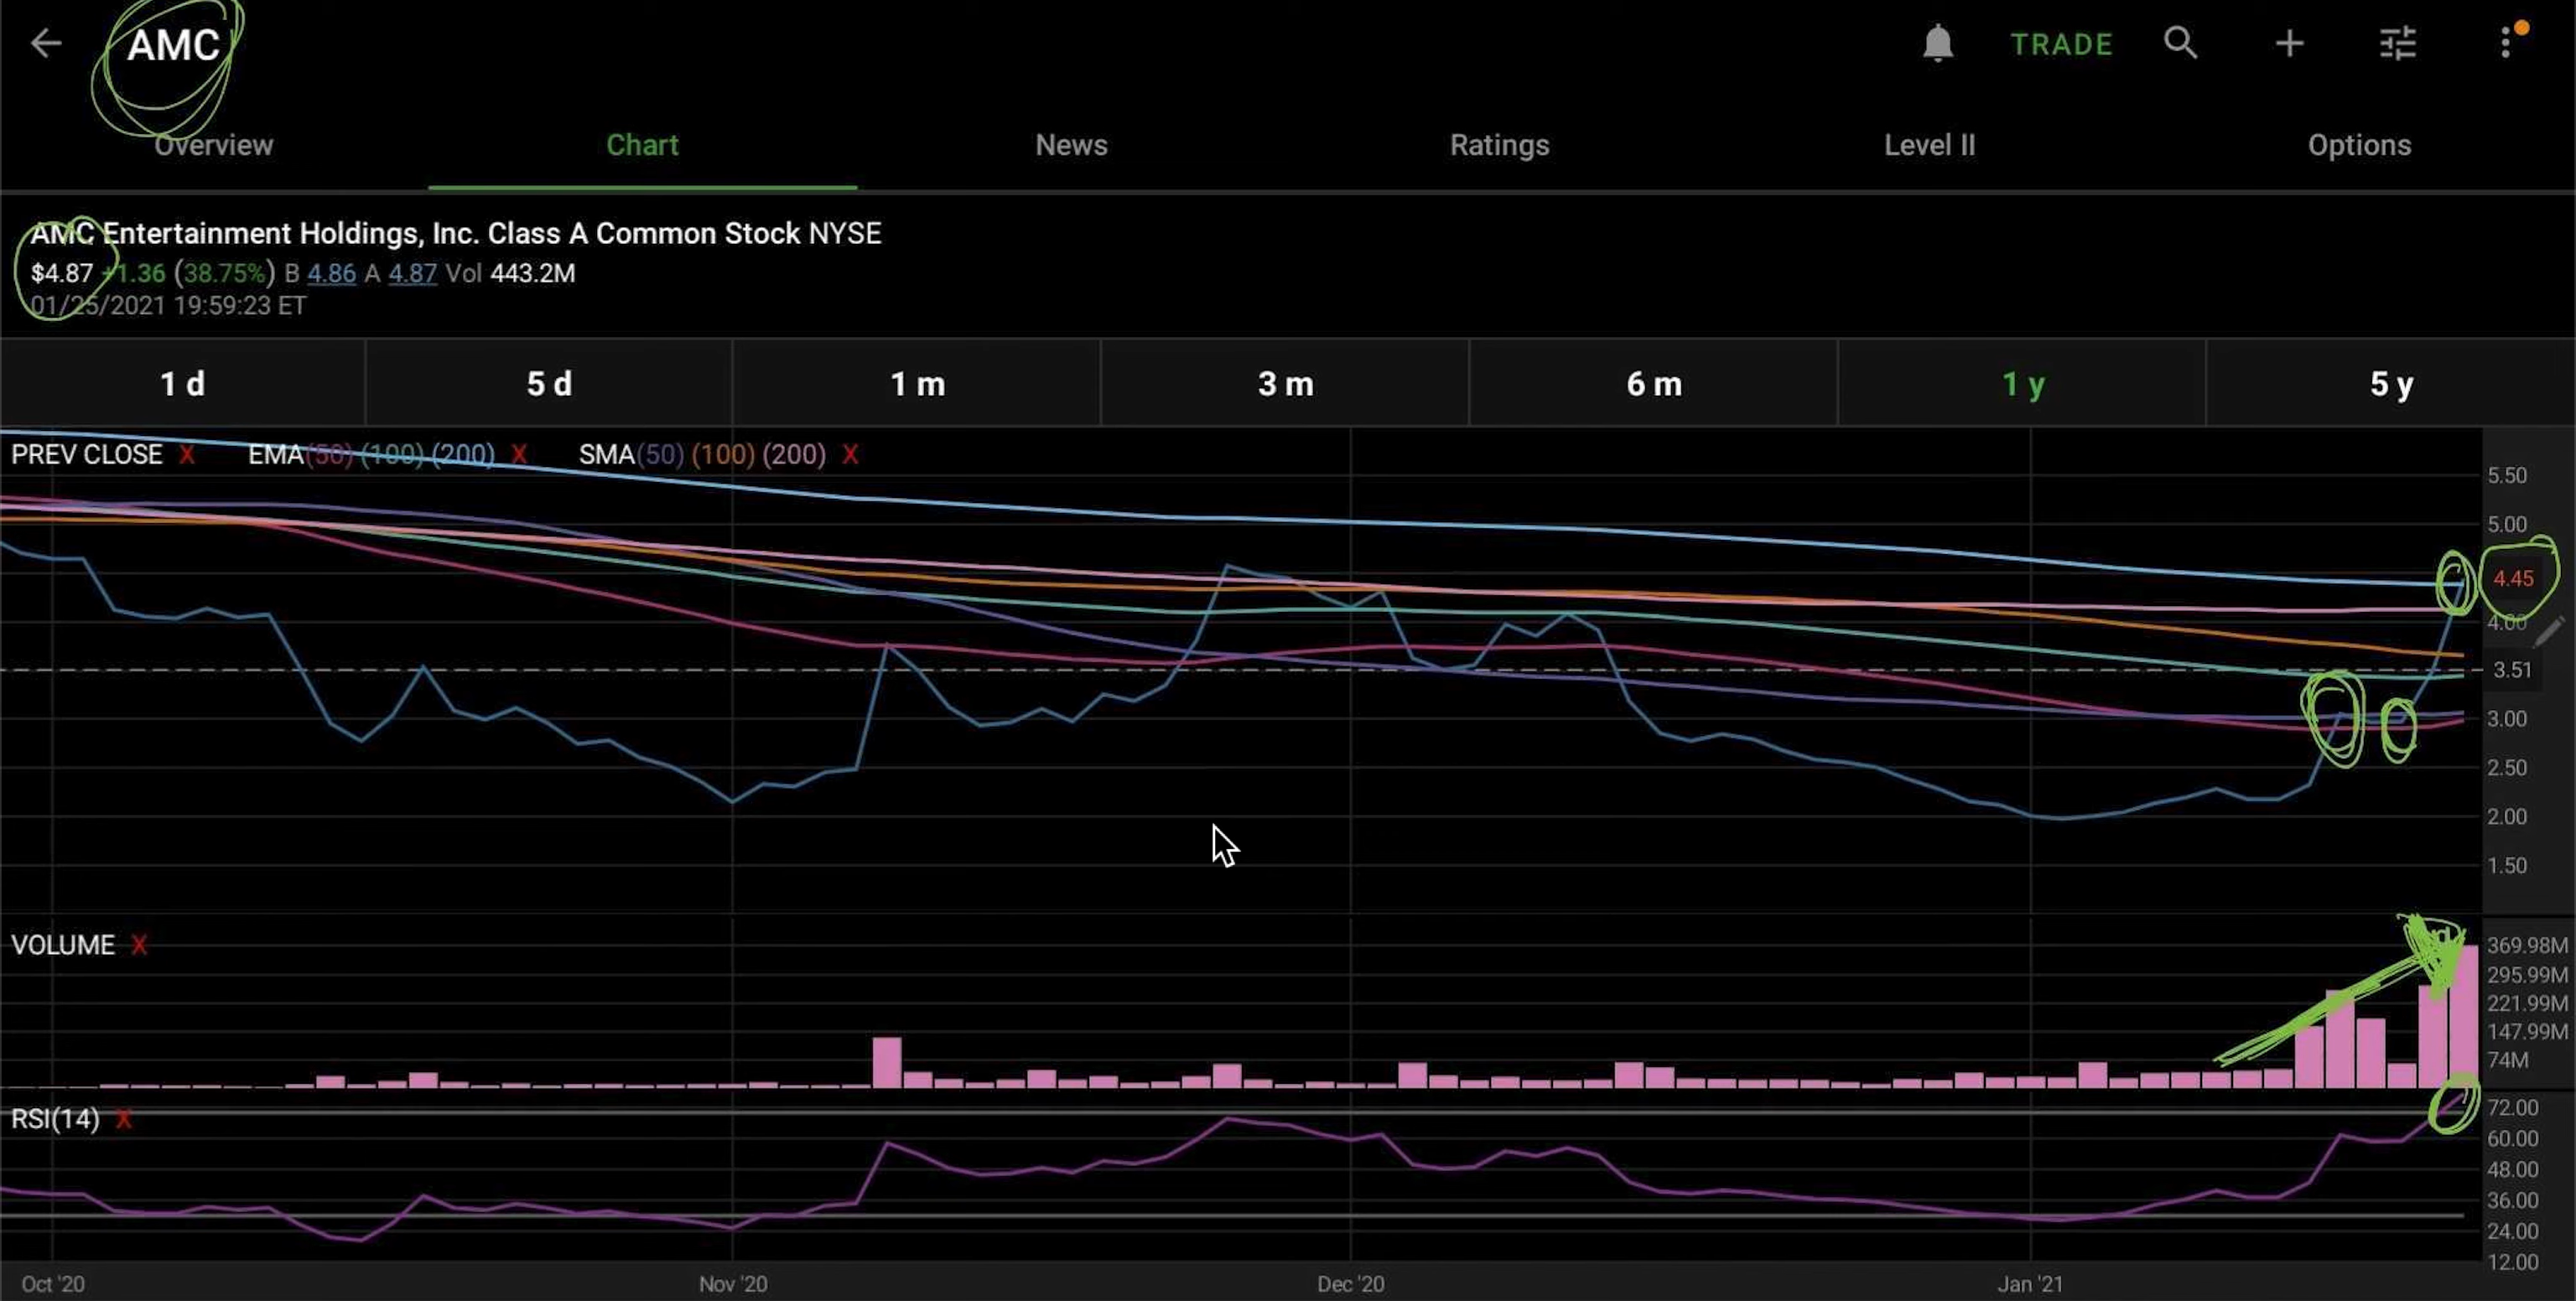 AMC
TRADE
Overview
Chart
News
Ratings
Level II
Options
AMC Entertainment Holdings, Inc. Class A Common Stock NYSE
$4.87 +1.36 (38.75%) B 4.86 A 4.87 Vol 443.2M
01/25/2021 19:59:23 ET
1 d
5 d
1 m
3 m
6 m
1 y
5 y
PREV CLOSE X EMA(50) (100) (200) X SMA(50) (100) (200) X
5.50
5.00
4.45
4.00
3.51
3.00
2.50
2.00
1.50
VOLUME X
369.98M
295.99M
221.99M
147.99M
74M
RSI(14) X
72.00
60.00
48.00
36.00
24.00
12.00
Oct '20
Nov '20
Dec '20
Jan '21